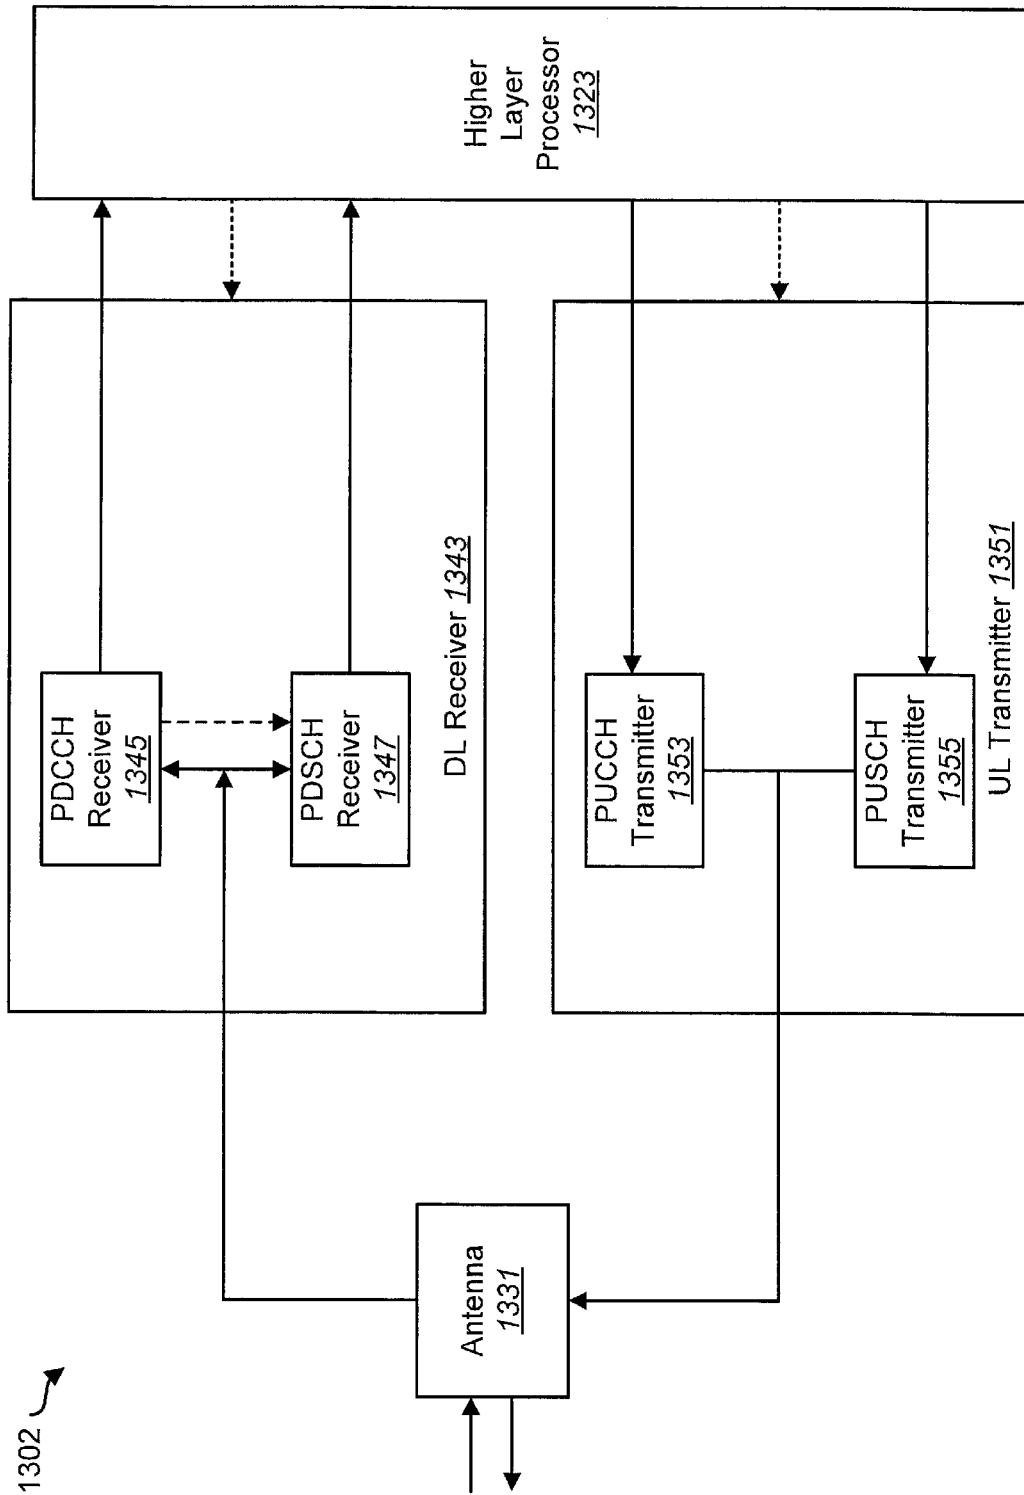 1302
Antenna
1331
PDCCH
Receiver
1345
PDSCH
Receiver
1347
DL Receiver 1343
PUCCH
Transmitter
1353
PUSCH
Transmitter
1355
UL Transmitter 1351
Higher
Layer
Processor
1323